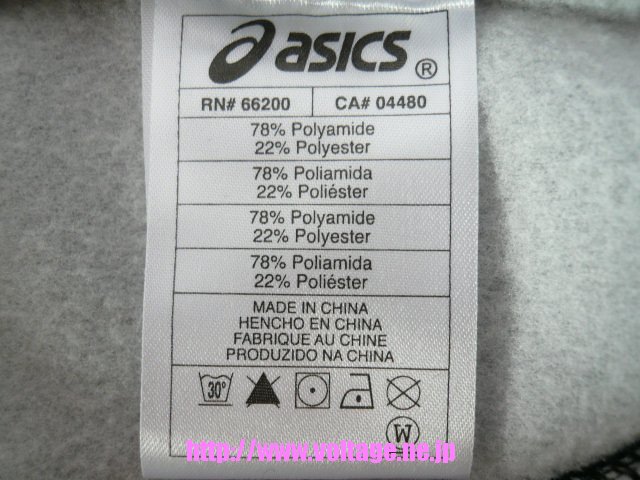 asics®
RN# 66200 CA# 04480
78% Polyamide
22% Polyester
78% Poliamida
22% Poliéster
78% Polyamide
22% Polyester
78% Poliamida
22% Poliéster
MADE IN CHINA
HENCHO EN CHINA
FABRIQUE AU CHINE
PRODUZIDO NA CHINA
30°
W
http://www.voltage.ne.jp